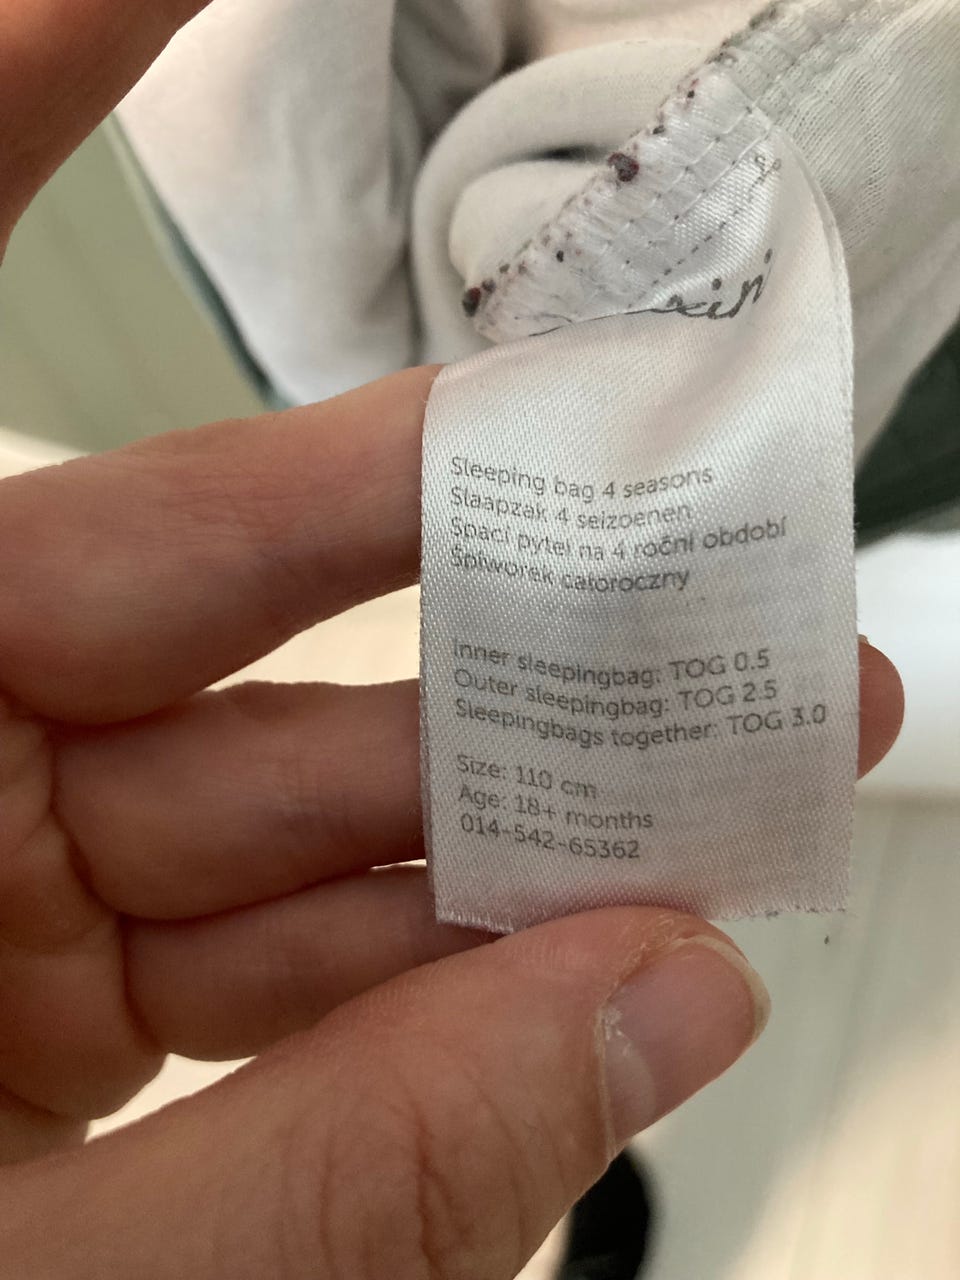 Sleeping bag 4 seasons
Slaapzak 4 seizoenen
Spací pytel na 4 roční období
Śpiworek całoroczny
Inner sleepingbag: TOG 0.5
Outer sleepingbag: TOG 2.5
Sleepingbags together: TOG 3.0
Size: 110 cm
Age: 18+ months
014-542-65362